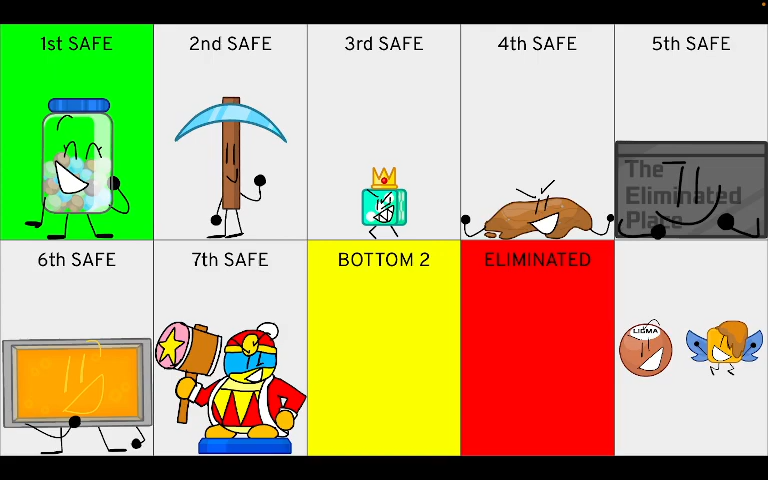 1st SAFE
2nd SAFE
3rd SAFE
4th SAFE
5th SAFE
The
Eliminated
Place
6th SAFE
7th SAFE
BOTTOM 2
ELIMINATED
LIGMA